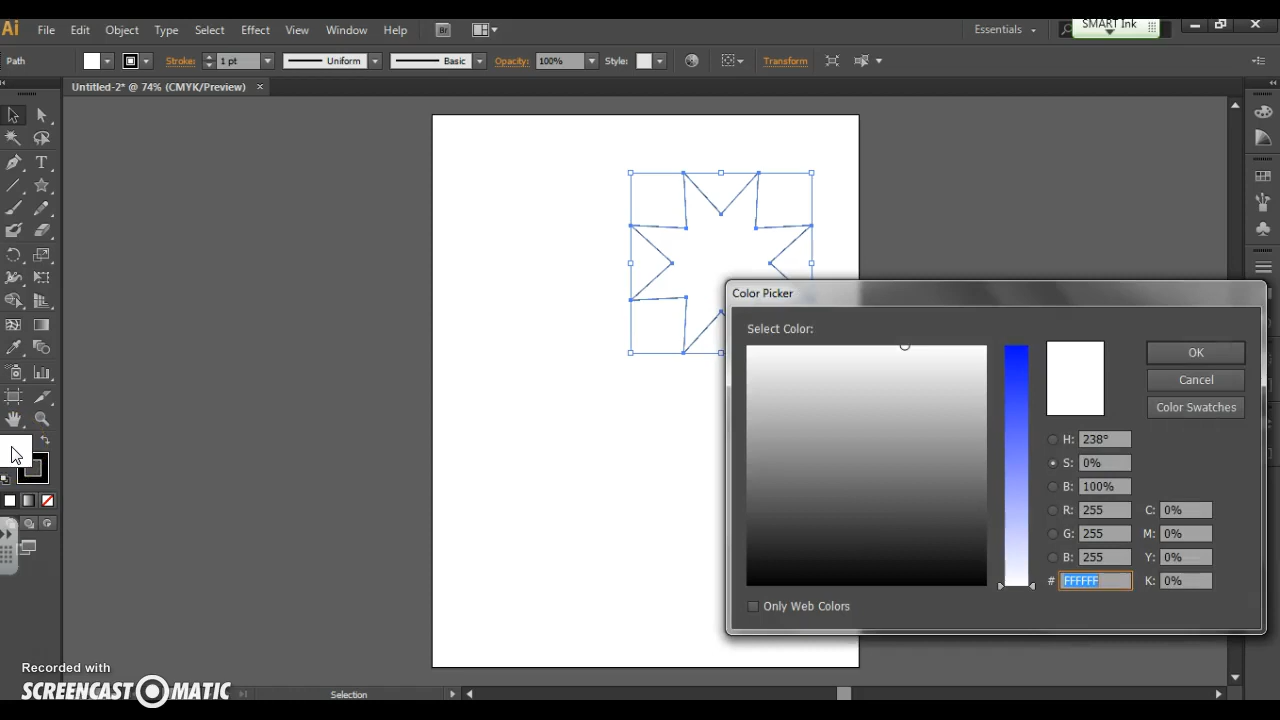 Ai File Edit Object Type Select Effect View Window Help Br Essentials SMART Ink
Path Stroke: 1 pt Uniform Basic Opacity: 100% Style: Transform
Untitled-2* @ 74% (CMYK/Preview)
T
Color Picker
Select Color:
OK
Cancel
Color Swatches
H: 238°
S: 0%
B: 100%
R: 255 C: 0%
G: 255 M: 0%
B: 255 Y: 0%
# FFFFFF K: 0%
Only Web Colors
Recorded with
SCREENCAST MATIC
Selection